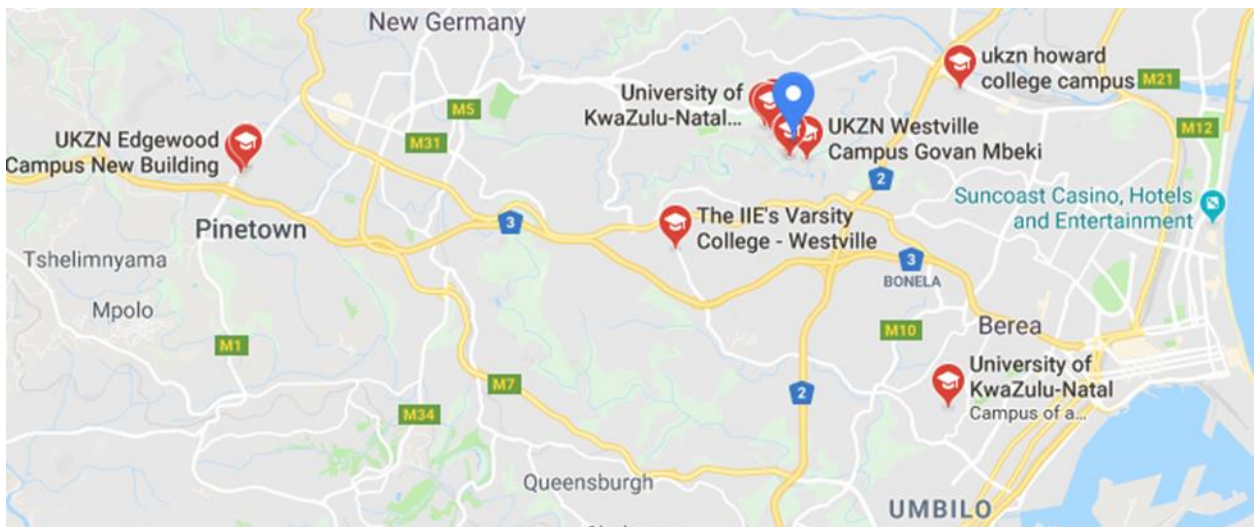 New Germany
ukzn howard
college campus
M21
University of
KwaZulu-Natal...
M5
M31
M12
UKZN Edgewood
Campus New Building
UKZN Westville
Campus Govan Mbeki
2
Suncoast Casino, Hotels
and Entertainment
The IIE's Varsity
College - Westville
3
Pinetown
3
BONELA
Tshelimnyama
Mpolo
M1
M10
Berea
University of
KwaZulu-Natal
Campus of a...
M7
2
M34
Queensburgh
UMBILO